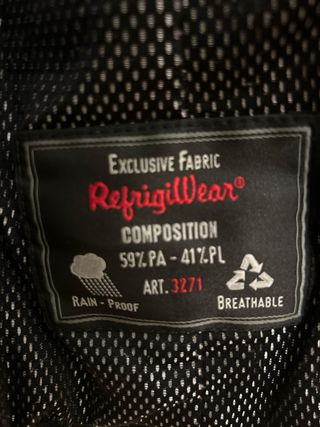 EXCLUSIVE FABRIC
RefrigiWear®
COMPOSITION
59% PA - 41% PL
ART. 3271
RAIN - PROOF
BREATHABLE